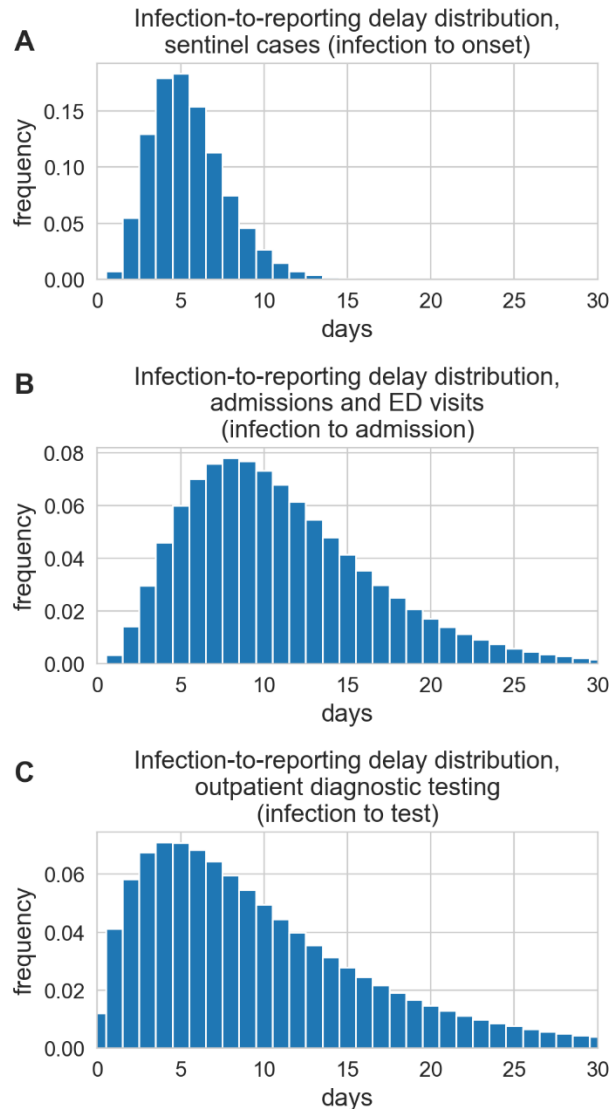 A
Infection-to-reporting delay distribution,
sentinel cases (infection to onset)
frequency
0.15
0.10
0.05
0.00
0 5 10 15 20 25 30
days
B
Infection-to-reporting delay distribution,
admissions and ED visits
(infection to admission)
frequency
0.08
0.06
0.04
0.02
0.00
0 5 10 15 20 25 30
days
C
Infection-to-reporting delay distribution,
outpatient diagnostic testing
(infection to test)
frequency
0.06
0.04
0.02
0.00
0 5 10 15 20 25 30
days